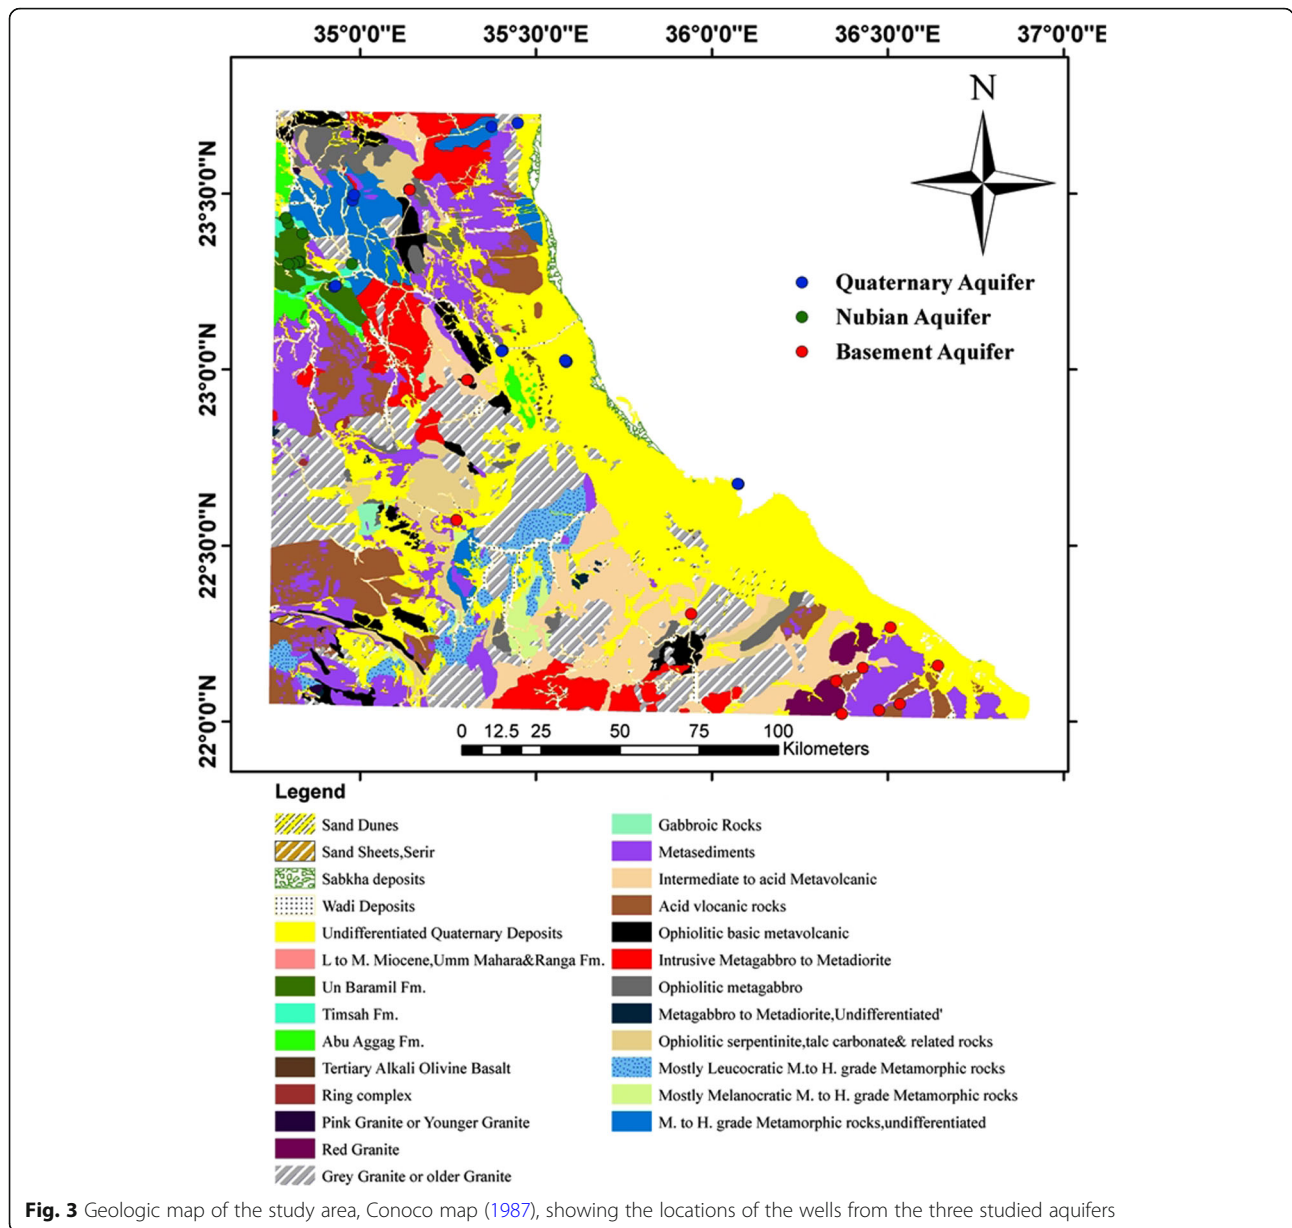 35°0'0"E 35°30'0"E 36°0'0"E 36°30'0"E 37°0'0"E
N
23°30'0"N
23°0'0"N
22°30'0"N
22°0'0"N
Quaternary Aquifer
Nubian Aquifer
Basement Aquifer
0 12.5 25 50 75 100
Kilometers
Legend
Sand Dunes
Sand Sheets,Serir
Sabkha deposits
Wadi Deposits
Undifferentiated Quaternary Deposits
L to M. Miocene,Umm Mahara&Ranga Fm.
Un Baramil Fm.
Timsah Fm.
Abu Aggag Fm.
Tertiary Alkali Olivine Basalt
Ring complex
Pink Granite or Younger Granite
Red Granite
Grey Granite or older Granite
Gabbroic Rocks
Metasediments
Intermediate to acid Metavolcanic
Acid vlocanic rocks
Ophiolitic basic metavolcanic
Intrusive Metagabbro to Metadiorite
Ophiolitic metagabbro
Metagabbro to Metadiorite,Undifferentiated'
Ophiolitic serpentinite,talc carbonate& related rocks
Mostly Leucocratic M.to H. grade Metamorphic rocks
Mostly Melanocratic M. to H. grade Metamorphic rocks
M. to H. grade Metamorphic rocks,undifferentiated
Fig. 3 Geologic map of the study area, Conoco map (1987), showing the locations of the wells from the three studied aquifers